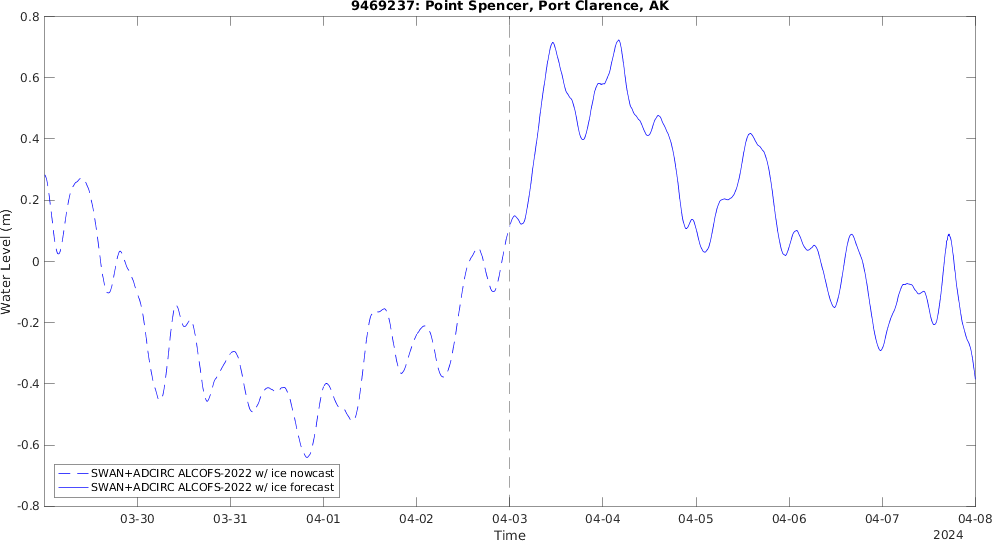 9469237: Point Spencer, Port Clarence, AK
0.8
0.6
0.4
0.2
0
-0.2
-0.4
-0.6
-0.8
Water Level (m)
SWAN+ADCIRC ALCOFS-2022 w/ ice nowcast
SWAN+ADCIRC ALCOFS-2022 w/ ice forecast
03-30 03-31 04-01 04-02 04-03 04-04 04-05 04-06 04-07 04-08
Time
2024